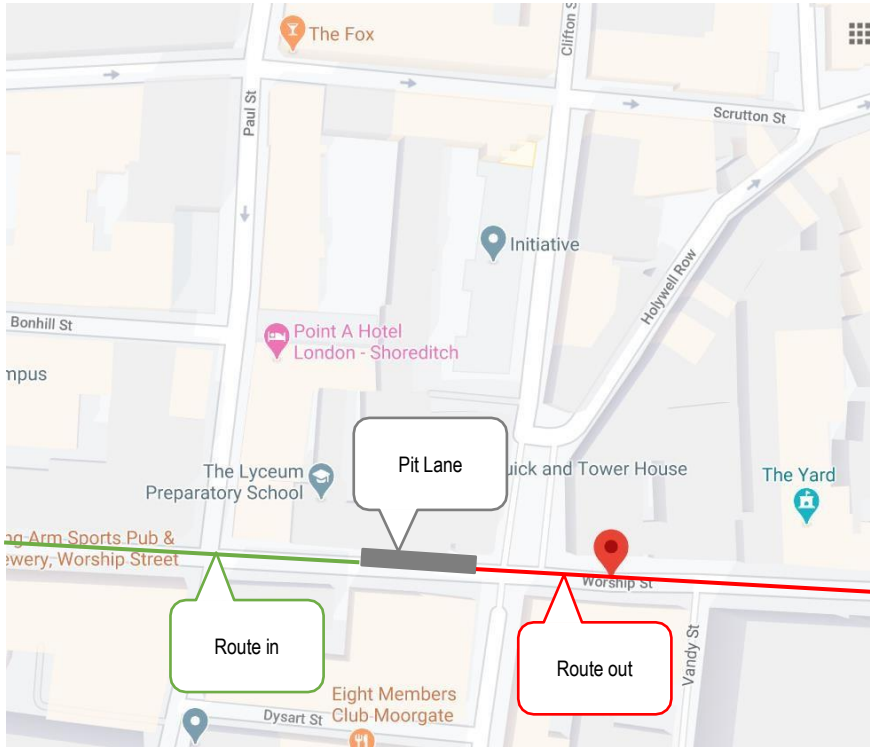 The Fox
Clifton S
Paul St
Scrutton St
Initiative
Holywell Row
Bonhill St
Point A Hotel
London - Shoreditch
mpus
Pit Lane
The Lyceum
Preparatory School
uick and Tower House
The Yard
ng Arm Sports Pub &
ewery, Worship Street
Worship St
Route in
Route out
Vandy St
Eight Members
Club-Moorgate
Dysart St